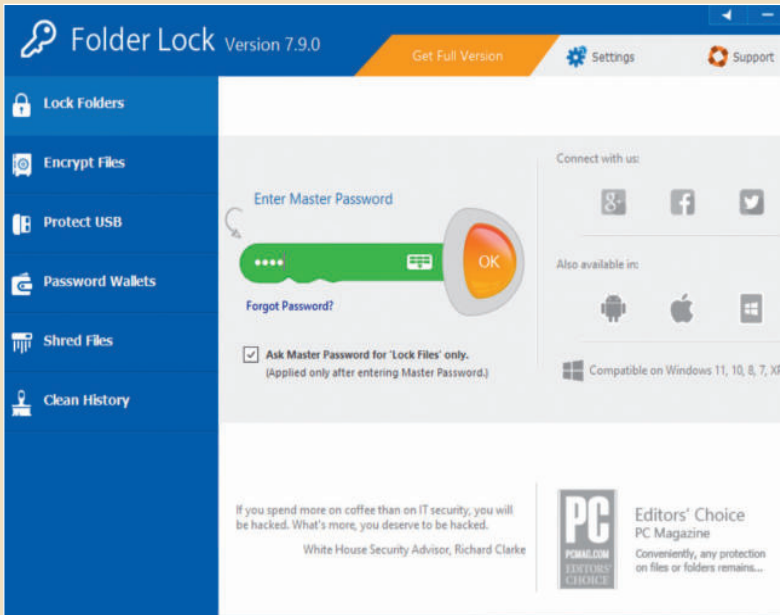 Folder Lock Version 7.9.0
Get Full Version
Settings
Support
Lock Folders
Encrypt Files
Protect USB
Password Wallets
Shred Files
Clean History
Enter Master Password
OK
Forgot Password?
Ask Master Password for 'Lock Files' only.
(Applied only after entering Master Password.)
Connect with us:
8+
f
Also available in:
Compatible on Windows 11, 10, 8, 7, XP
If you spend more on coffee than on IT security, you will
be hacked. What's more, you deserve to be hacked.
White House Security Advisor, Richard Clarke
PC
PCMAG.COM
EDITORS'
CHOICE
Editors' Choice
PC Magazine
Conveniently, any protection
on files or folders remains...